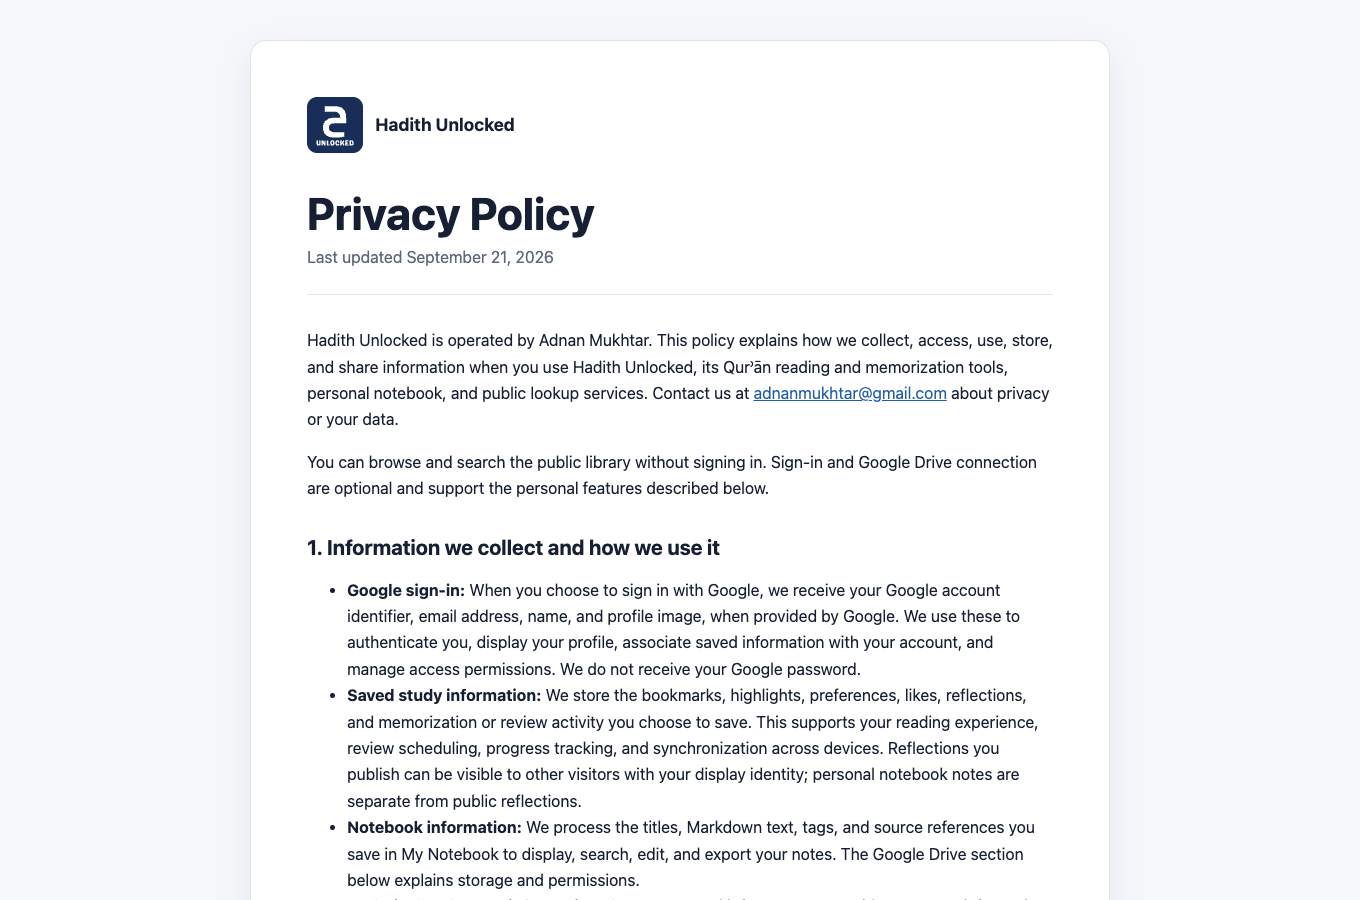 UNLOCKED
Hadith Unlocked
Privacy Policy
Last updated September 21, 2026
Hadith Unlocked is operated by Adnan Mukhtar. This policy explains how we collect, access, use, store,
and share information when you use Hadith Unlocked, its Qurʾān reading and memorization tools,
personal notebook, and public lookup services. Contact us at adnanmukhtar@gmail.com about privacy
or your data.
You can browse and search the public library without signing in. Sign-in and Google Drive connection
are optional and support the personal features described below.
1. Information we collect and how we use it
• Google sign-in: When you choose to sign in with Google, we receive your Google account
identifier, email address, name, and profile image, when provided by Google. We use these to
authenticate you, display your profile, associate saved information with your account, and
manage access permissions. We do not receive your Google password.
• Saved study information: We store the bookmarks, highlights, preferences, likes, reflections,
and memorization or review activity you choose to save. This supports your reading experience,
review scheduling, progress tracking, and synchronization across devices. Reflections you
publish can be visible to other visitors with your display identity; personal notebook notes are
separate from public reflections.
• Notebook information: We process the titles, Markdown text, tags, and source references you
save in My Notebook to display, search, edit, and export your notes. The Google Drive section
below explains storage and permissions.